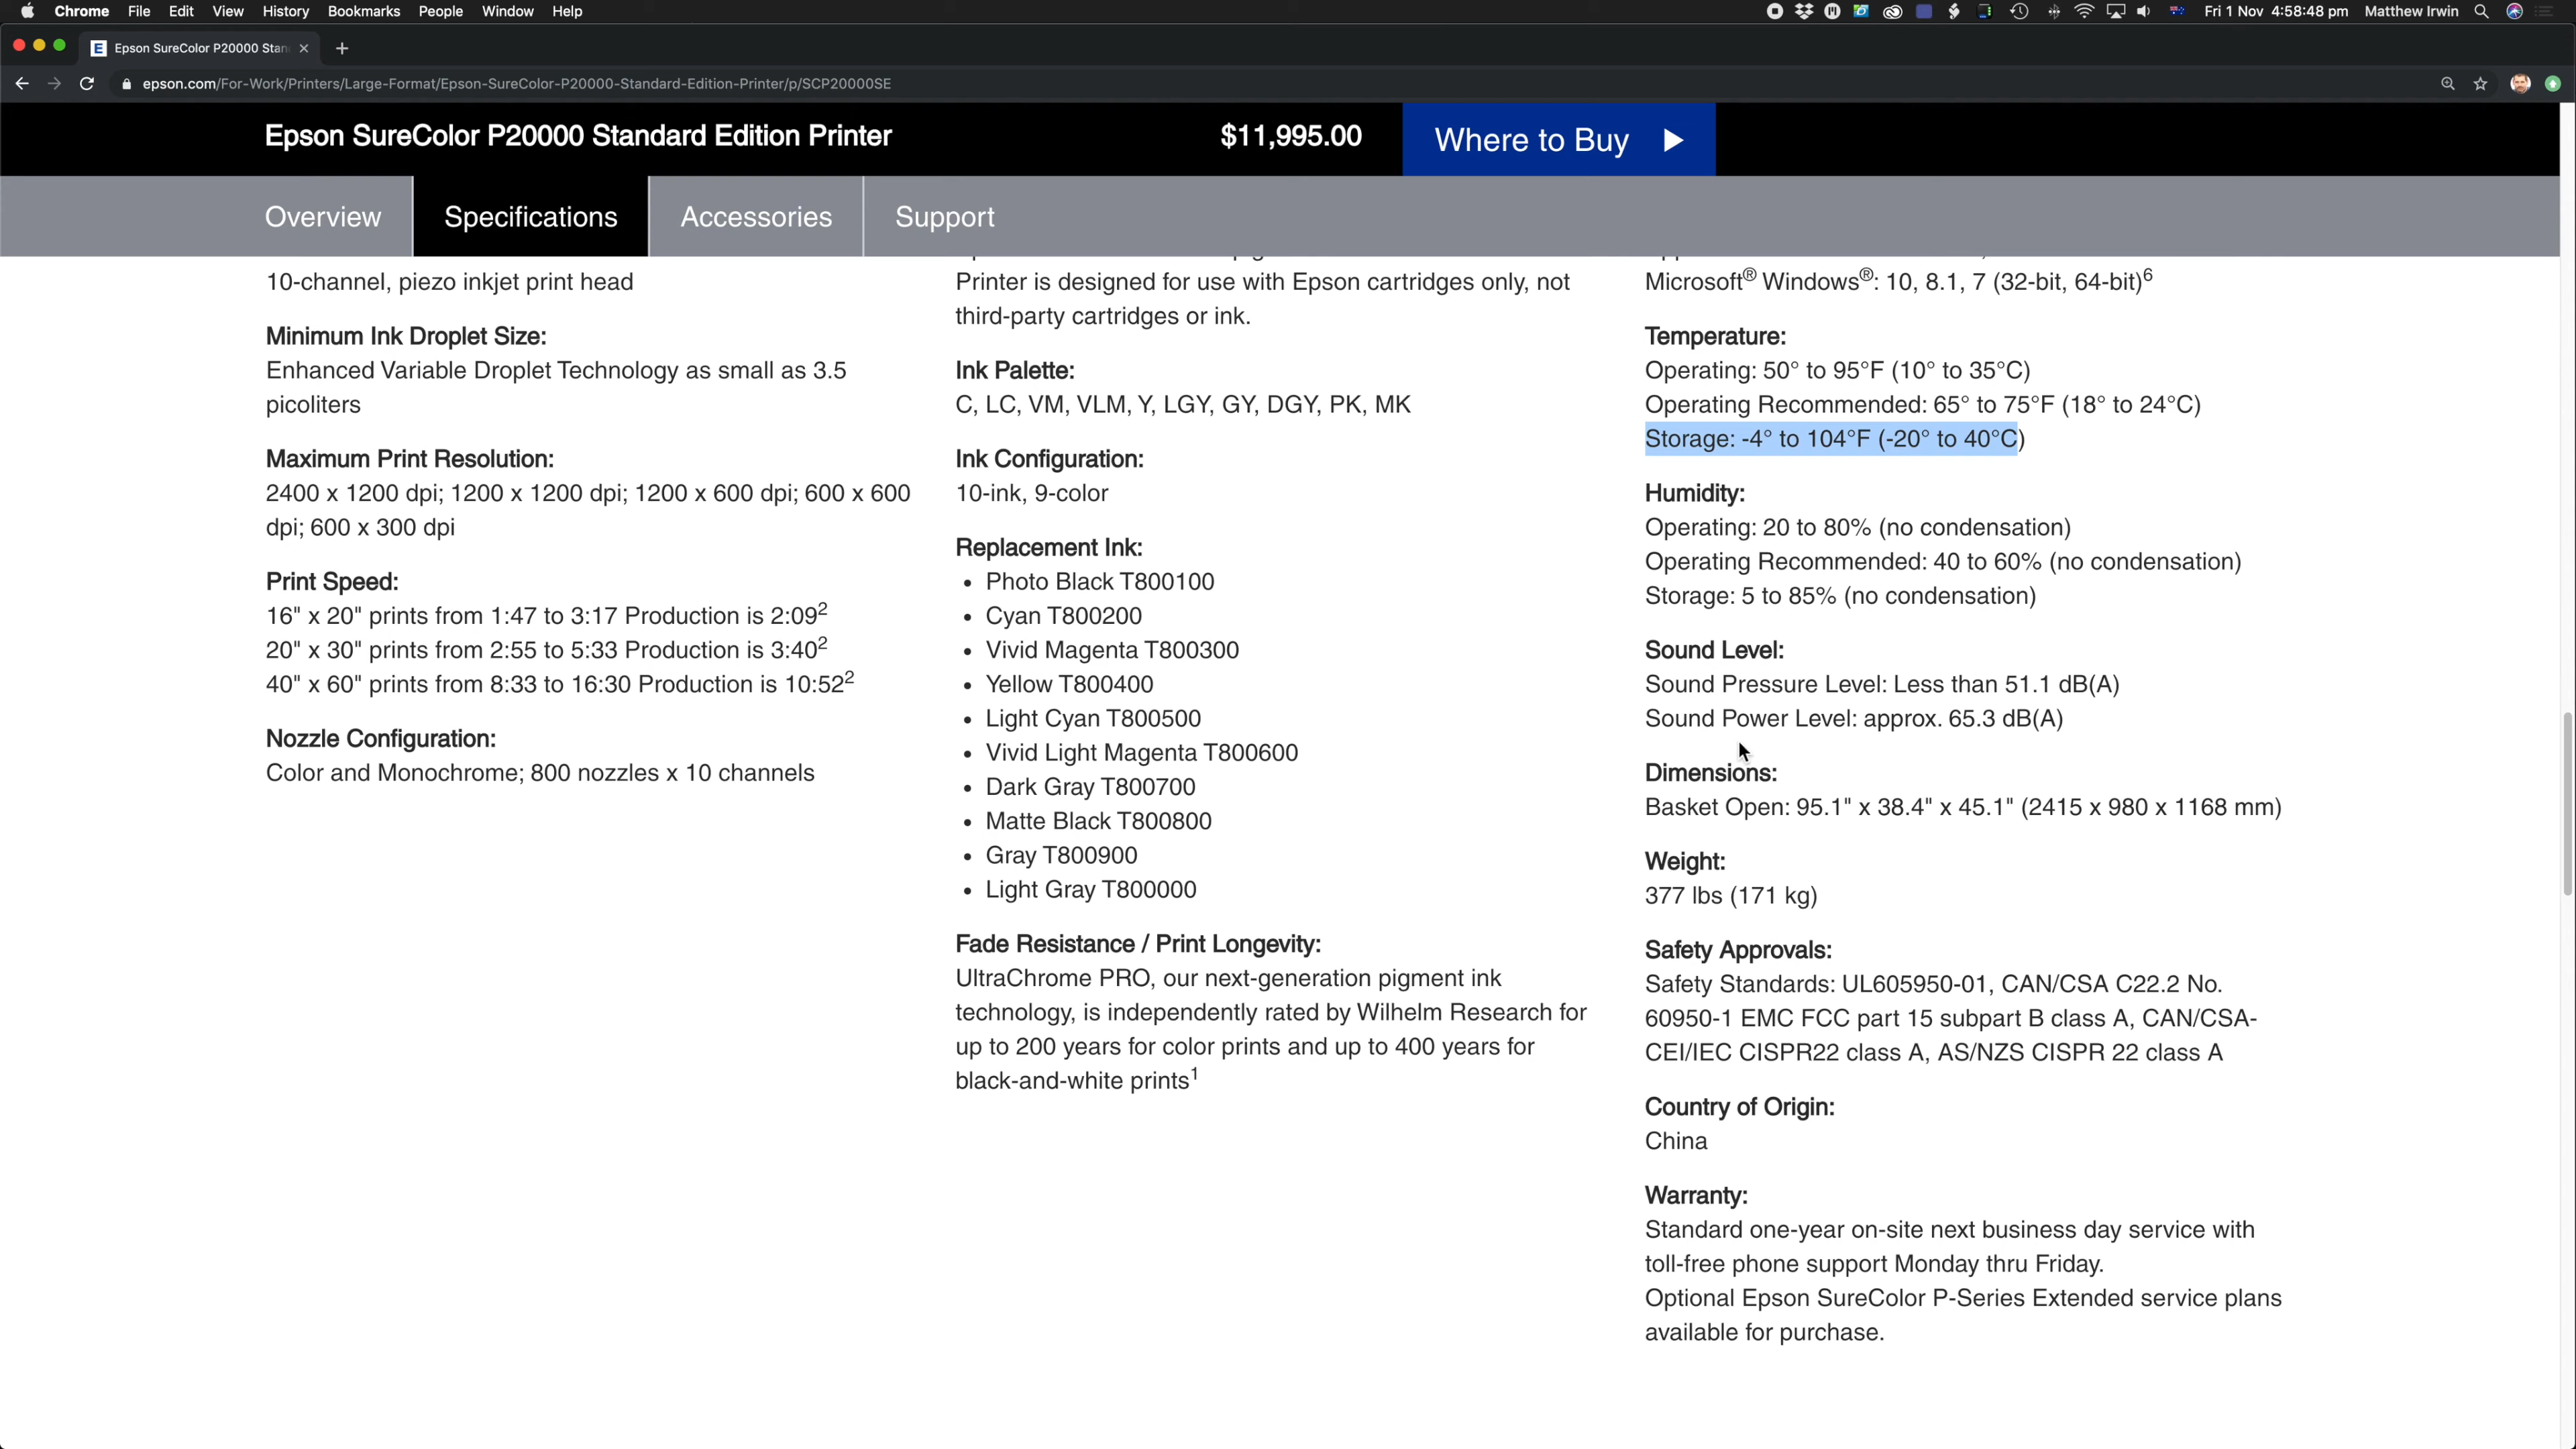 Chrome File Edit View History Bookmarks People Window Help
Fri 1 Nov 4:58:48 pm Matthew Irwin
Epson SureColor P20000 Stan
epson.com/For-Work/Printers/Large-Format/Epson-SureColor-P20000-Standard-Edition-Printer/p/SCP20000SE
Epson SureColor P20000 Standard Edition Printer
$11,995.00
Where to Buy
Overview
Specifications
Accessories
Support
10-channel, piezo inkjet print head
Minimum Ink Droplet Size:
Enhanced Variable Droplet Technology as small as 3.5
picoliters
Maximum Print Resolution:
2400 x 1200 dpi; 1200 x 1200 dpi; 1200 x 600 dpi; 600 x 600
dpi; 600 x 300 dpi
Print Speed:
16" x 20" prints from 1:47 to 3:17 Production is 2:09²
20" x 30" prints from 2:55 to 5:33 Production is 3:40²
40" x 60" prints from 8:33 to 16:30 Production is 10:52²
Nozzle Configuration:
Color and Monochrome; 800 nozzles x 10 channels
Printer is designed for use with Epson cartridges only, not
third-party cartridges or ink.
Ink Palette:
C, LC, VM, VLM, Y, LGY, GY, DGY, PK, MK
Ink Configuration:
10-ink, 9-color
Replacement Ink:
• Photo Black T800100
• Cyan T800200
• Vivid Magenta T800300
• Yellow T800400
• Light Cyan T800500
• Vivid Light Magenta T800600
• Dark Gray T800700
• Matte Black T800800
• Gray T800900
• Light Gray T800000
Fade Resistance / Print Longevity:
UltraChrome PRO, our next-generation pigment ink
technology, is independently rated by Wilhelm Research for
up to 200 years for color prints and up to 400 years for
black-and-white prints¹
Microsoft® Windows®: 10, 8.1, 7 (32-bit, 64-bit)⁶
Temperature:
Operating: 50° to 95°F (10° to 35°C)
Operating Recommended: 65° to 75°F (18° to 24°C)
Storage: -4° to 104°F (-20° to 40°C)
Humidity:
Operating: 20 to 80% (no condensation)
Operating Recommended: 40 to 60% (no condensation)
Storage: 5 to 85% (no condensation)
Sound Level:
Sound Pressure Level: Less than 51.1 dB(A)
Sound Power Level: approx. 65.3 dB(A)
Dimensions:
Basket Open: 95.1" x 38.4" x 45.1" (2415 x 980 x 1168 mm)
Weight:
377 lbs (171 kg)
Safety Approvals:
Safety Standards: UL605950-01, CAN/CSA C22.2 No.
60950-1 EMC FCC part 15 subpart B class A, CAN/CSA-
CEI/IEC CISPR22 class A, AS/NZS CISPR 22 class A
Country of Origin:
China
Warranty:
Standard one-year on-site next business day service with
toll-free phone support Monday thru Friday.
Optional Epson SureColor P-Series Extended service plans
available for purchase.